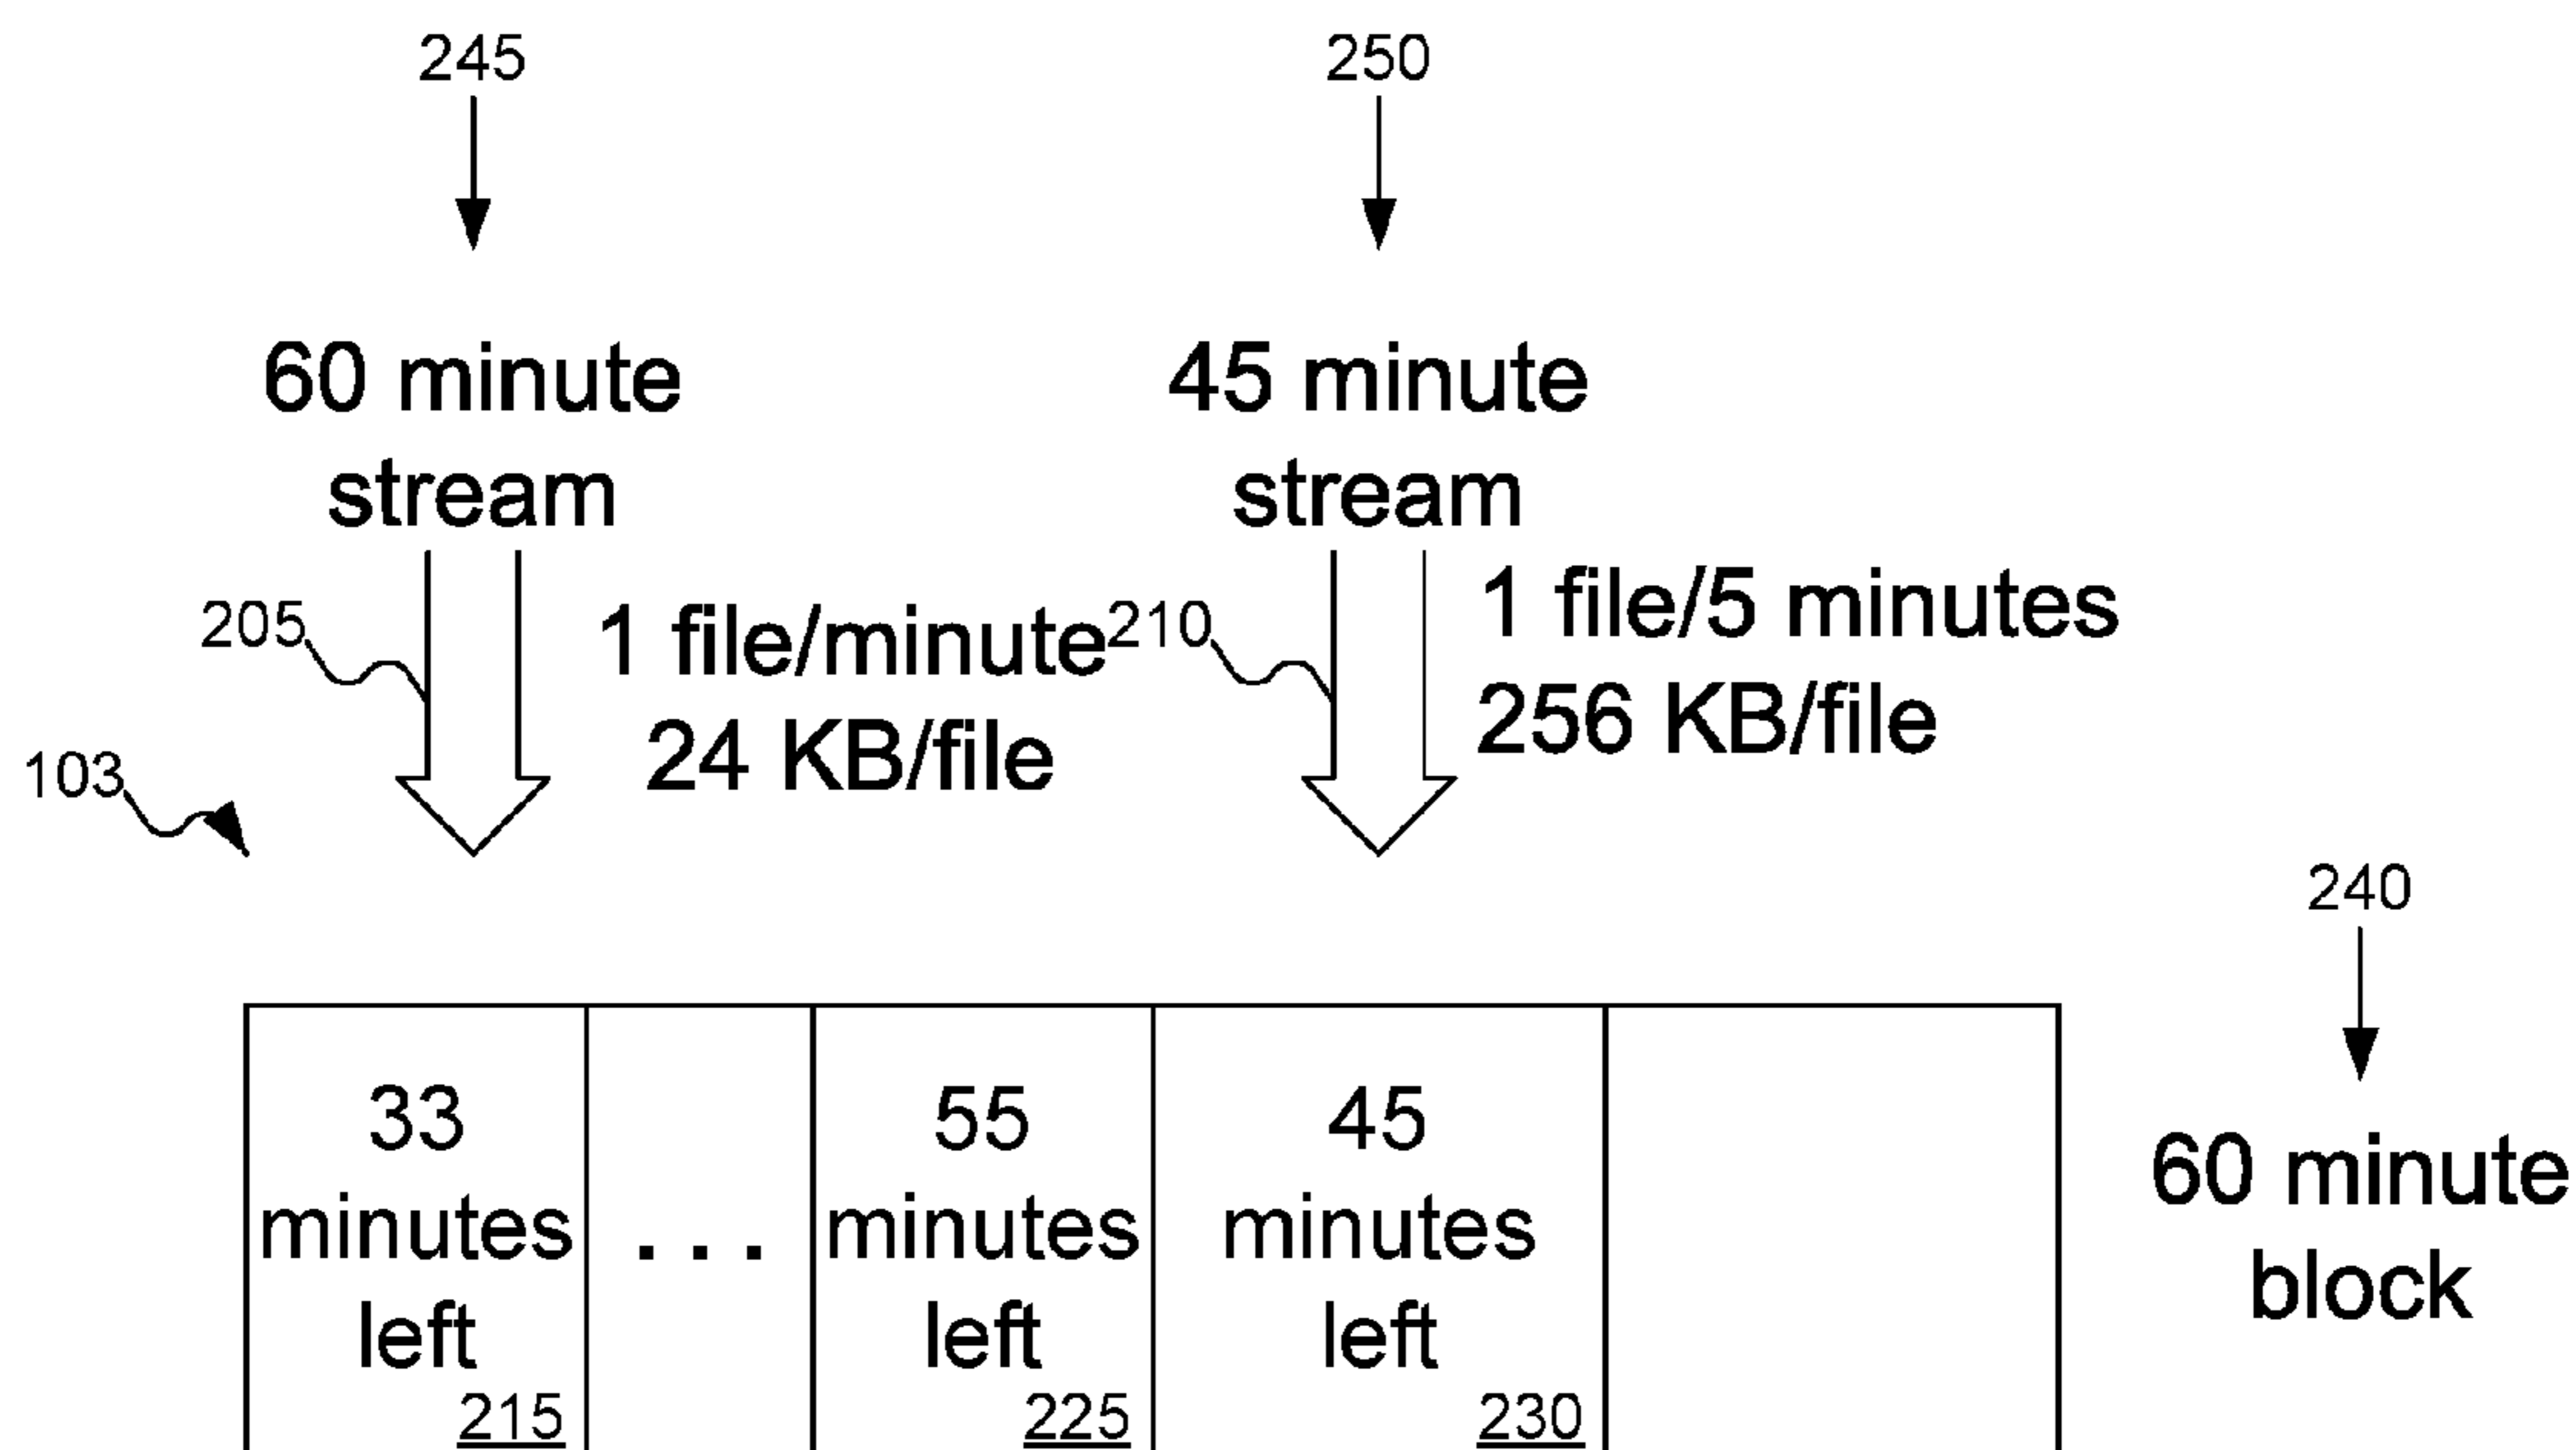 245
250
60 minute
stream
45 minute
stream
205
1 file/minute
24 KB/file
210
1 file/5 minutes
256 KB/file
103
240
33
minutes
left
215
...
55
minutes
left
225
45
minutes
left
230
60 minute
block